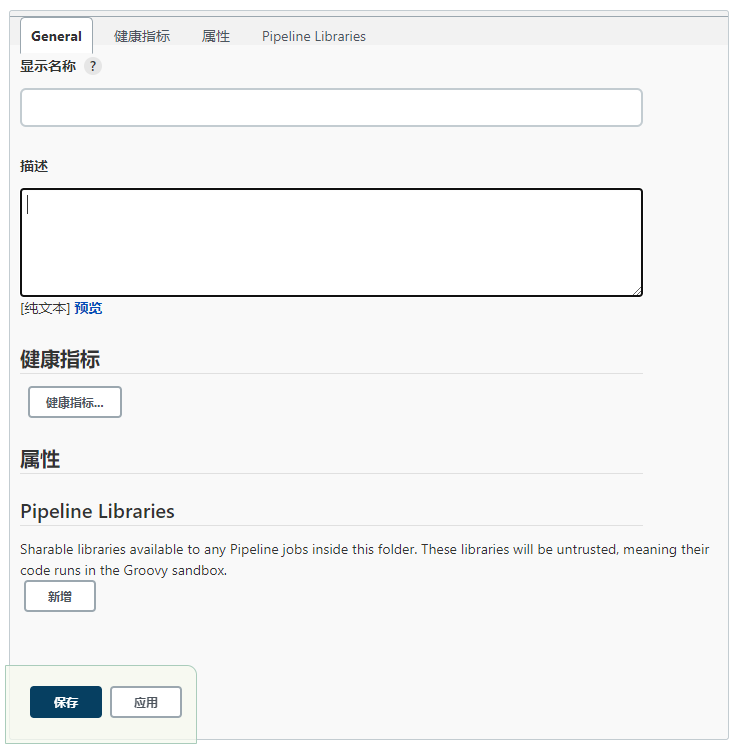 General 健康指标 属性 Pipeline Libraries
显示名称 ?
描述
[纯文本] 预览
健康指标
健康指标...
属性
Pipeline Libraries
Sharable libraries available to any Pipeline jobs inside this folder. These libraries will be untrusted, meaning their
code runs in the Groovy sandbox.
新增
保存 应用